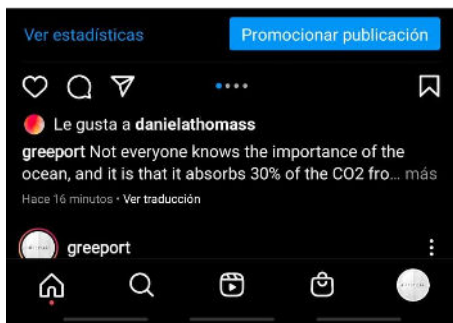 Ver estadísticas
Promocionar publicación
Le gusta a danielathomass
greeport Not everyone knows the importance of the
ocean, and it is that it absorbs 30% of the CO2 fro... más
Hace 16 minutos • Ver traducción
greeport